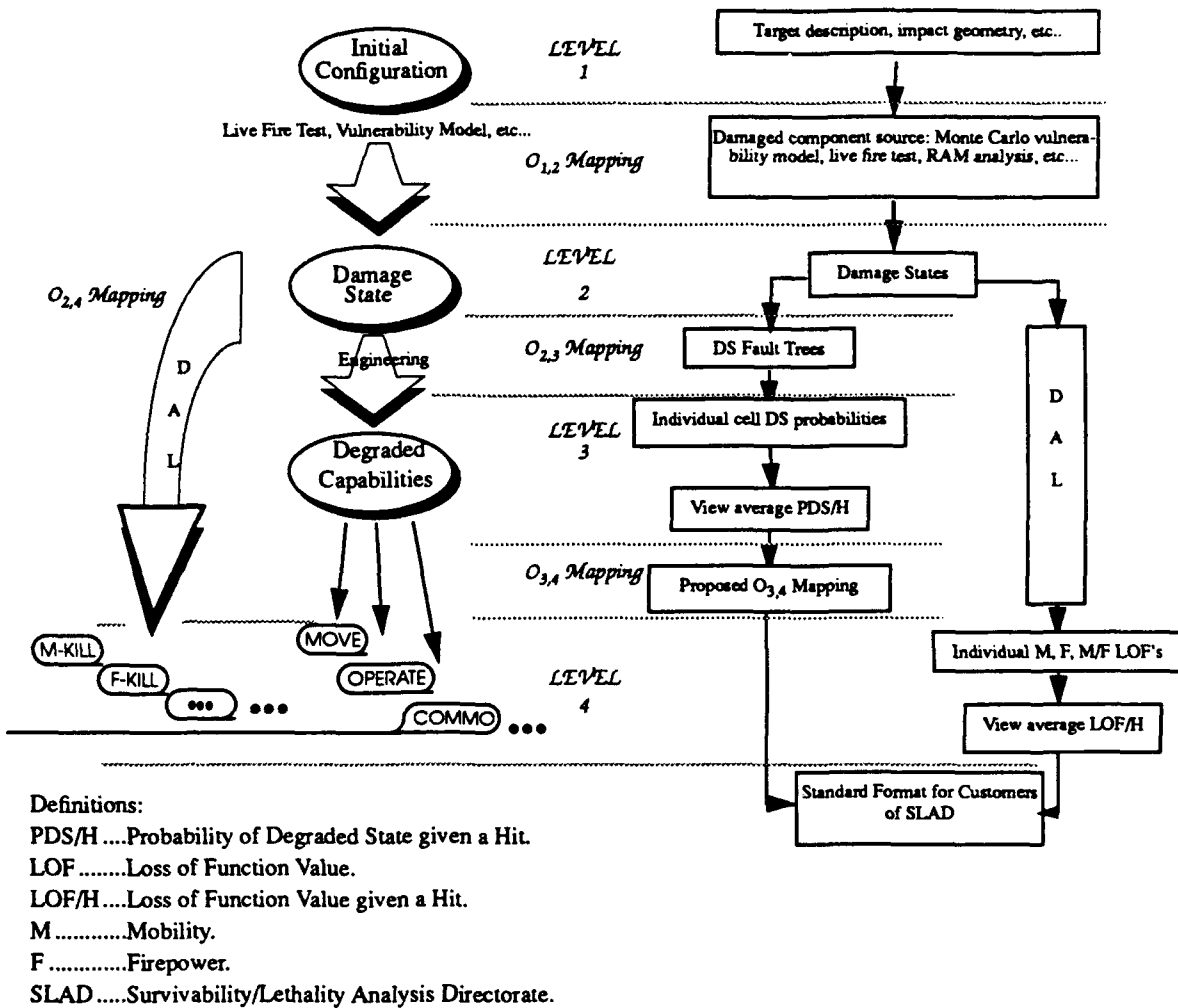 Initial
Configuration
Live Fire Test, Vulnerability Model, etc...
Damage
State
Engineering
Degraded
Capabilities
O2,4 Mapping
D
A
L
M-KILL
F-KILL
•••
•••
MOVE
OPERATE
COMMO
•••
LEVEL
1
O1,2 Mapping
LEVEL
2
O2,3 Mapping
LEVEL
3
O3,4 Mapping
LEVEL
4
Target description, impact geometry, etc..
Damaged component source: Monte Carlo vulnera-
bility model, live fire test, RAM analysis, etc...
Damage States
DS Fault Trees
Individual cell DS probabilities
View average PDS/H
Proposed O3,4 Mapping
D
A
L
Individual M, F, M/F LOF's
View average LOF/H
Standard Format for Customers
of SLAD
Definitions:
PDS/H ....Probability of Degraded State given a Hit.
LOF ........Loss of Function Value.
LOF/H ....Loss of Function Value given a Hit.
M ............Mobility.
F .............Firepower.
SLAD .....Survivability/Lethality Analysis Directorate.